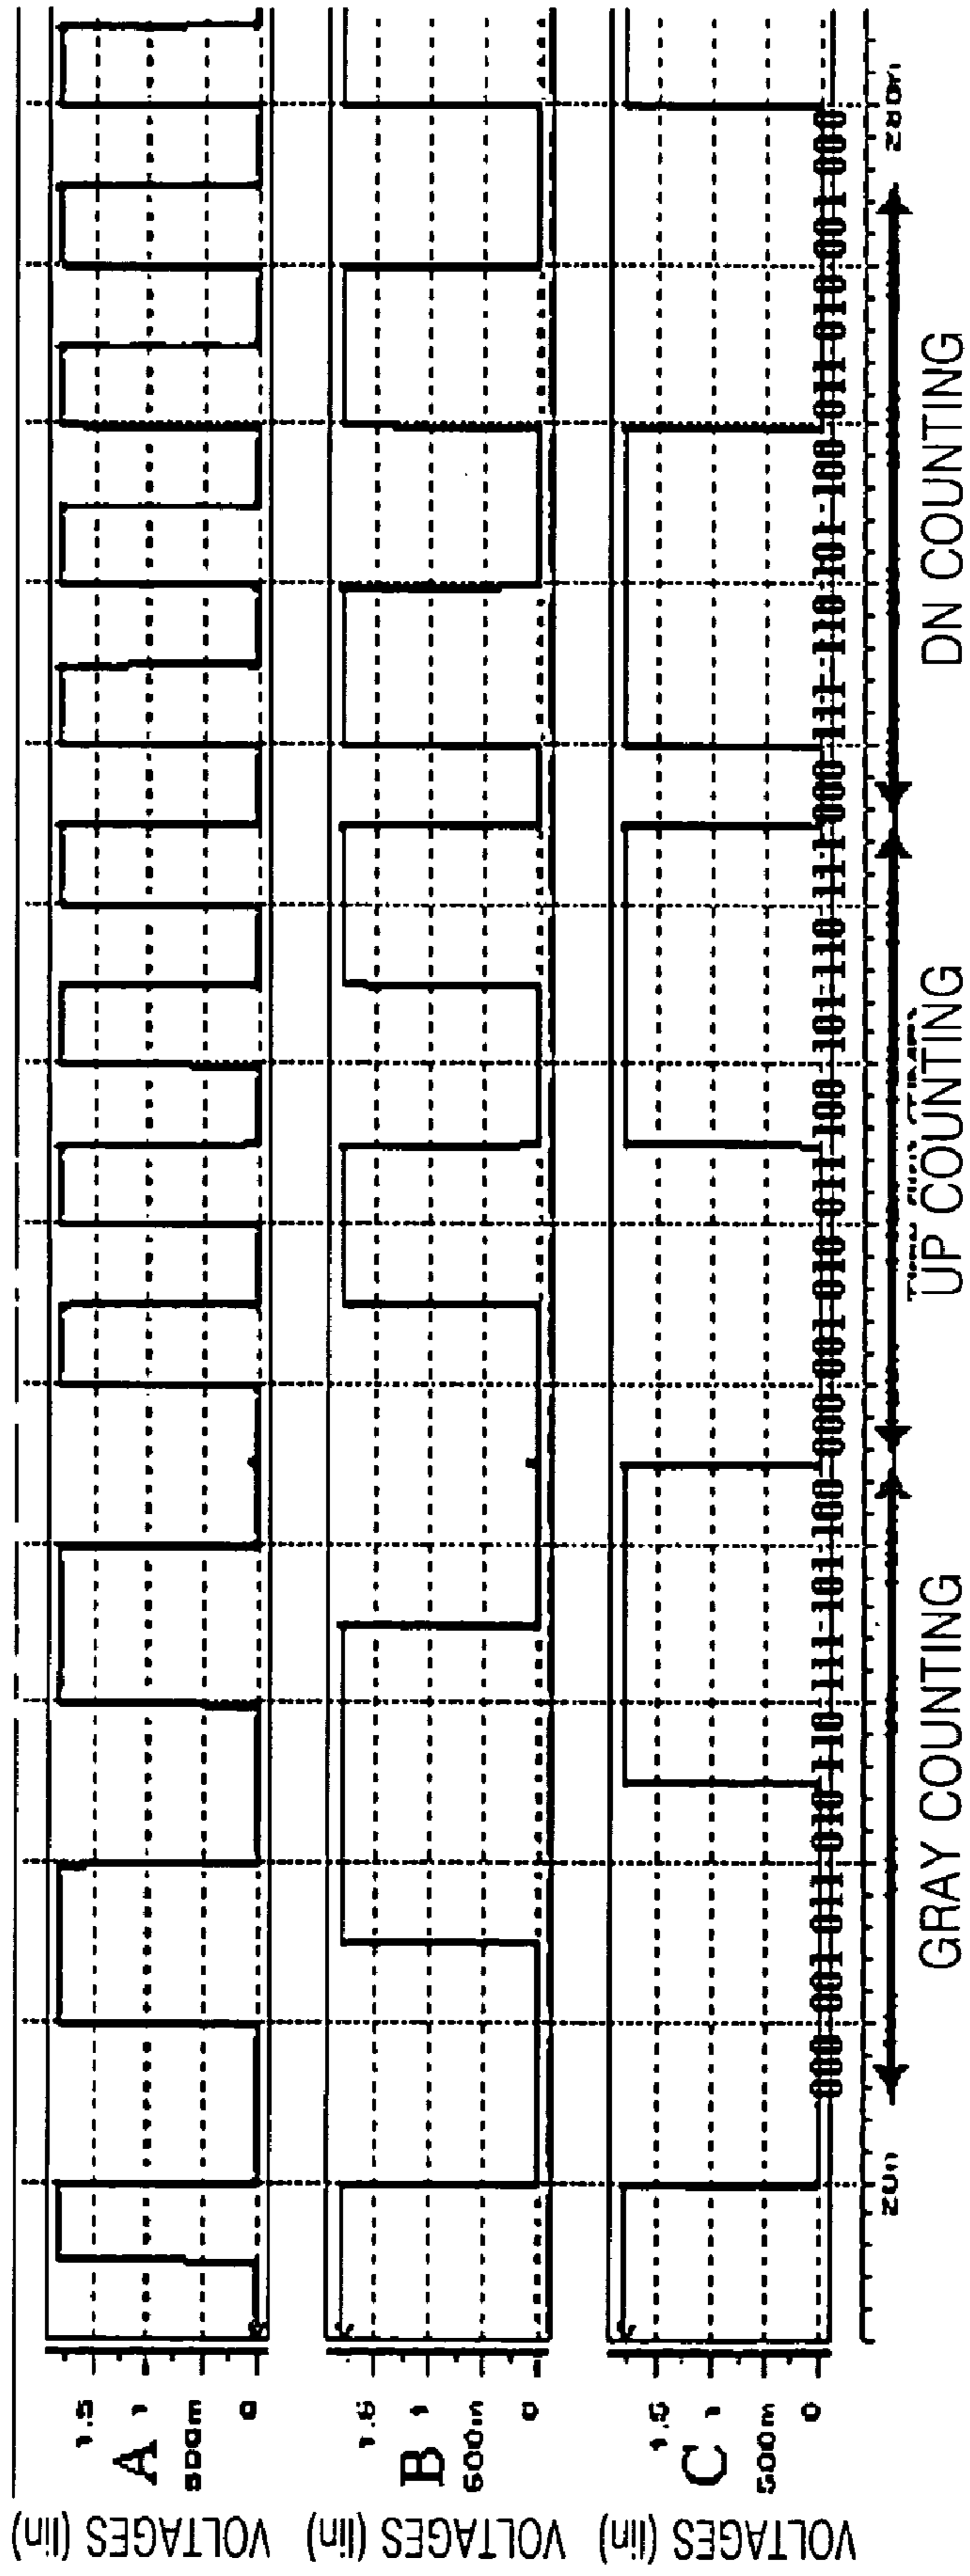 VOLTAGES (lin)
A
1.5
1
500m
0
VOLTAGES (lin)
B
1.5
1
500m
0
VOLTAGES (lin)
C
1.5
1
500m
0
000 001 011 010 110 111 101 100 000 001 010 011 100 101 110 111 000 111 110 101 100 011 010 001 000
20n
GRAY COUNTING
UP COUNTING
DN COUNTING